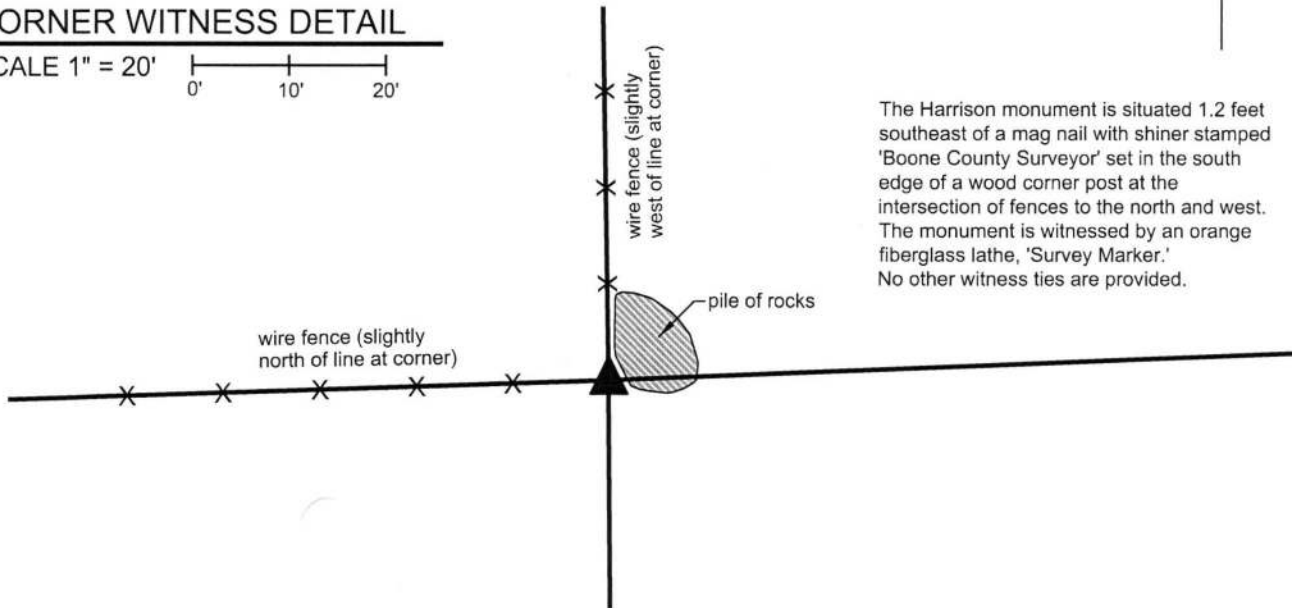 ORNER WITNESS DETAIL
CALE 1" = 20'
0' 10' 20'
wire fence (slightly
west of line at corner)
The Harrison monument is situated 1.2 feet
southeast of a mag nail with shiner stamped
'Boone County Surveyor' set in the south
edge of a wood corner post at the
intersection of fences to the north and west.
The monument is witnessed by an orange
fiberglass lathe, 'Survey Marker.'
No other witness ties are provided.
pile of rocks
wire fence (slightly
north of line at corner)